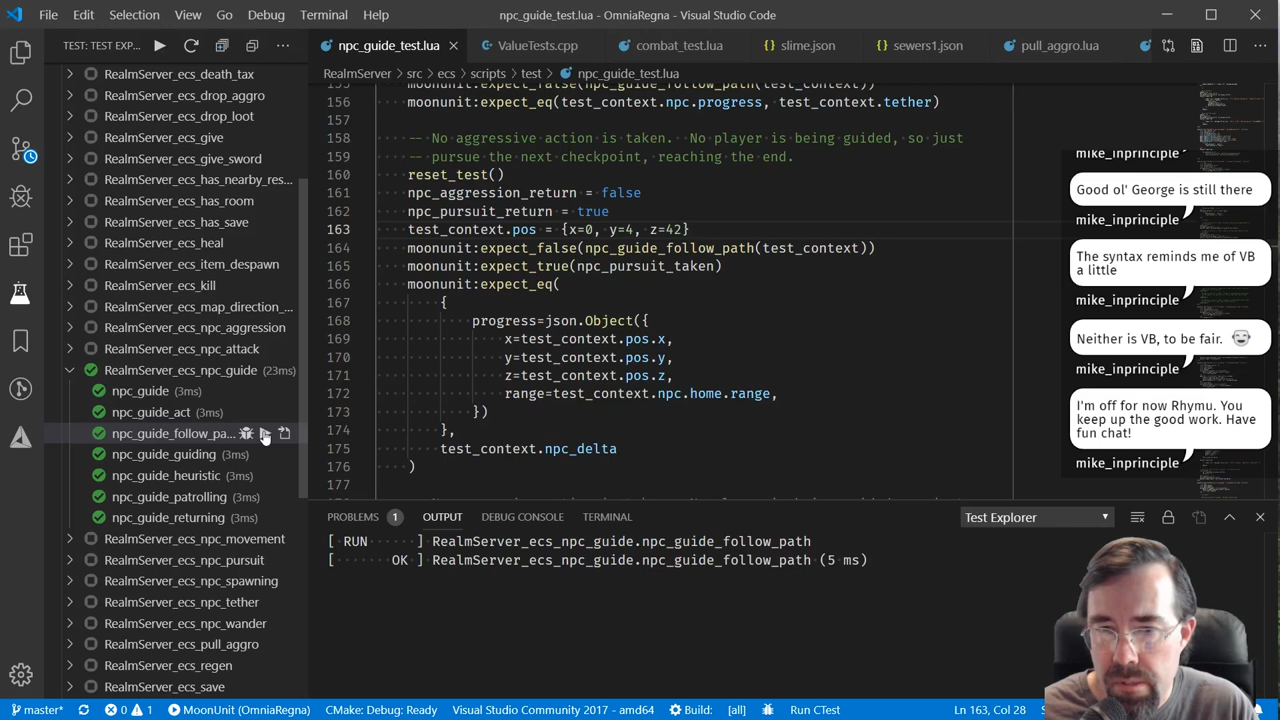 File Edit Selection View Go Debug Terminal Help npc_guide_test.lua - OmniaRegna - Visual Studio Code
TEST: TEST EXP... npc_guide_test.lua ValueTests.cpp combat_test.lua slime.json sewers1.json pull_aggro.lua
RealmServer > src > ecs > scripts > test > npc_guide_test.lua
RealmServer_ecs_death_tax
RealmServer_ecs_drop_aggro
RealmServer_ecs_drop_loot
RealmServer_ecs_give
RealmServer_ecs_give_sword
RealmServer_ecs_has_nearby_res...
RealmServer_ecs_has_room
RealmServer_ecs_has_save
RealmServer_ecs_heal
RealmServer_ecs_item_despawn
RealmServer_ecs_kill
RealmServer_ecs_map_direction_...
RealmServer_ecs_npc_aggression
RealmServer_ecs_npc_attack
RealmServer_ecs_npc_guide (23ms)
npc_guide (3ms)
npc_guide_act (3ms)
npc_guide_follow_pa...
npc_guide_guiding (3ms)
npc_guide_heuristic (3ms)
npc_guide_patrolling (3ms)
npc_guide_returning (3ms)
RealmServer_ecs_npc_movement
RealmServer_ecs_npc_pursuit
RealmServer_ecs_npc_spawning
RealmServer_ecs_npc_tether
RealmServer_ecs_npc_wander
RealmServer_ecs_pull_aggro
RealmServer_ecs_regen
RealmServer_ecs_save
155 moonunit:expect_false(npc_guide_follow_path(test_context))
156 moonunit:expect_eq(test_context.npc.progress, test_context.tether)
157
158 -- No aggressive action is taken. No player is being guided, so just
159 -- pursue the next checkpoint, reaching the end.
160 reset_test()
161 npc_aggression_return = false
162 npc_pursuit_return = true
163 test_context.pos = {x=0, y=4, z=42}
164 moonunit:expect_false(npc_guide_follow_path(test_context))
165 moonunit:expect_true(npc_pursuit_taken)
166 moonunit:expect_eq(
167 {
168 progress=json.Object({
169 x=test_context.pos.x,
170 y=test_context.pos.y,
171 z=test_context.pos.z,
172 range=test_context.npc.home.range,
173 })
174 },
175 test_context.npc_delta
176 )
mike_inprinciple
Good ol' George is still there
mike_inprinciple
The syntax reminds me of VB
a little
mike_inprinciple
Neither is VB, to be fair.
mike_inprinciple
I'm off for now Rhymu. You
keep up the good work. Have
fun chat!
mike_inprinciple
PROBLEMS 1 OUTPUT DEBUG CONSOLE TERMINAL Test Explorer
[ RUN ] RealmServer_ecs_npc_guide.npc_guide_follow_path
[ OK ] RealmServer_ecs_npc_guide.npc_guide_follow_path (5 ms)
master* 0 1 MoonUnit (OmniaRegna) CMake: Debug: Ready Visual Studio Community 2017 - amd64 Build: [all] Run CTest Ln 163, Col 28